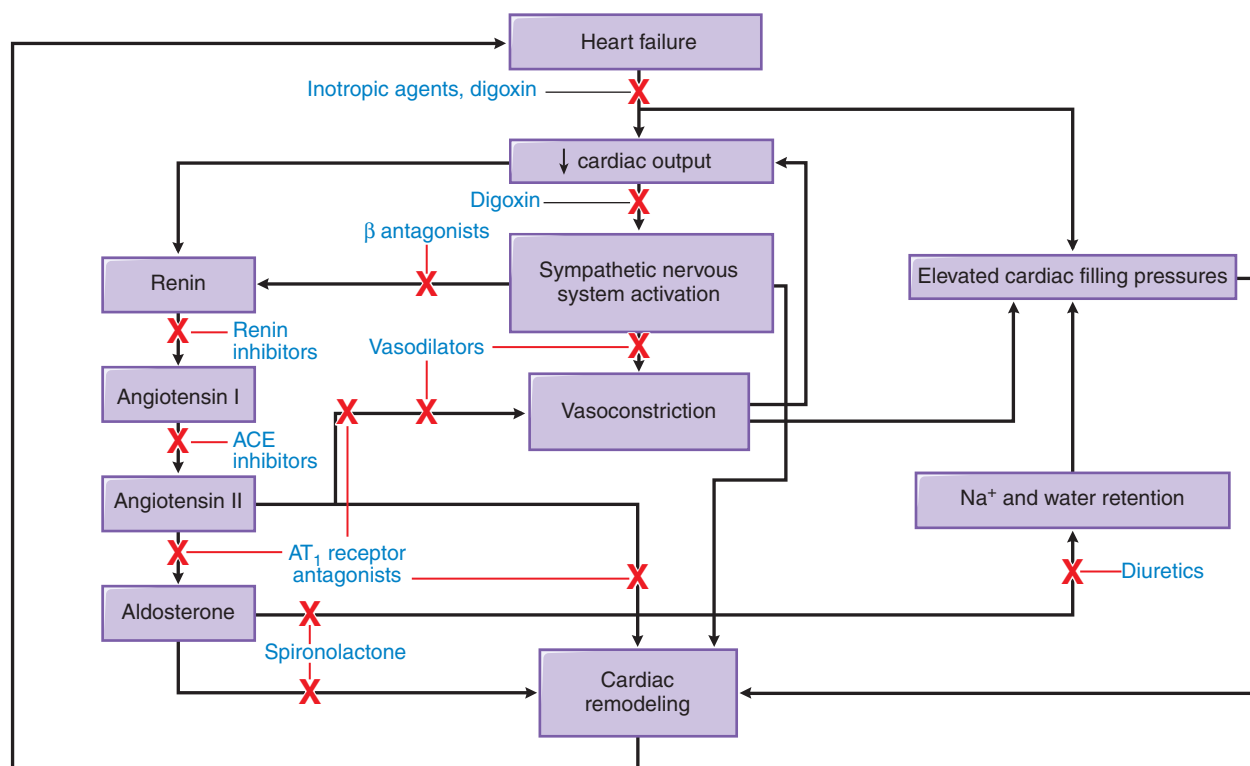 Heart failure
Inotropic agents, digoxin
↓ cardiac output
Digoxin
β antagonists
Sympathetic nervous
system activation
Renin
Elevated cardiac filling pressures
Renin
inhibitors
Vasodilators
Angiotensin I
Vasoconstriction
ACE
inhibitors
Angiotensin II
Na⁺ and water retention
AT₁ receptor
antagonists
Diuretics
Aldosterone
Spironolactone
Cardiac
remodeling